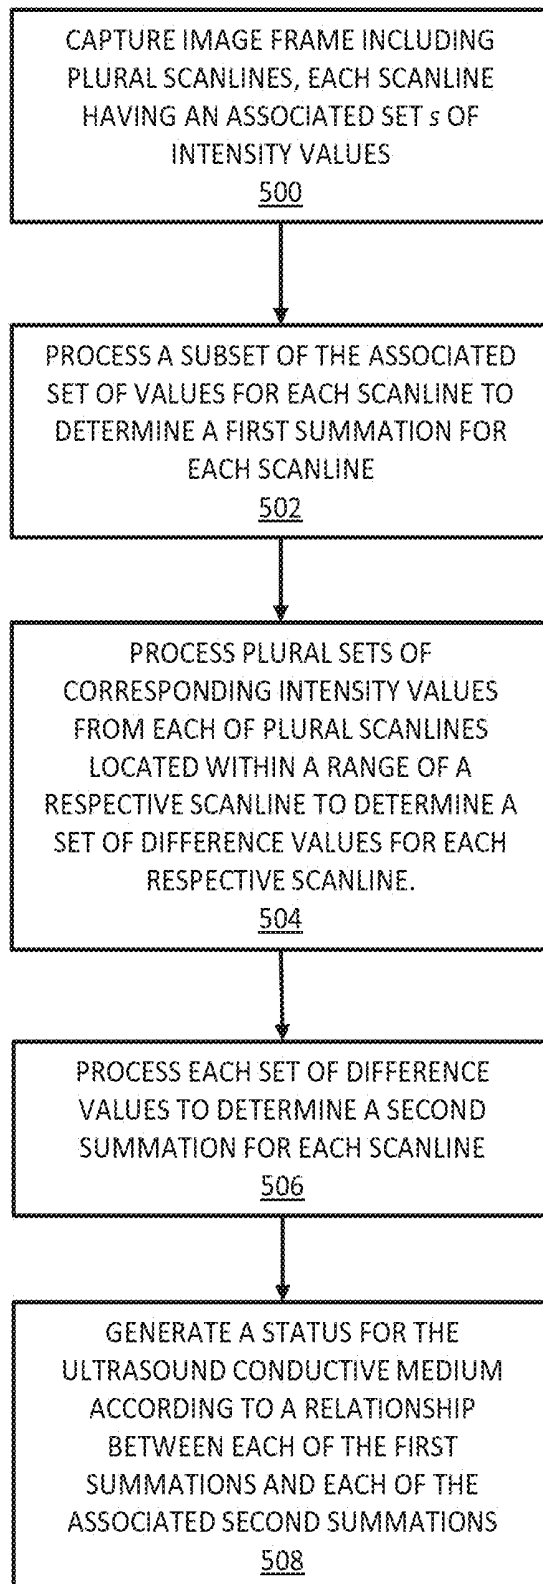 CAPTURE IMAGE FRAME INCLUDING
PLURAL SCANLINES, EACH SCANLINE
HAVING AN ASSOCIATED SET s OF
INTENSITY VALUES
500
PROCESS A SUBSET OF THE ASSOCIATED
SET OF VALUES FOR EACH SCANLINE TO
DETERMINE A FIRST SUMMATION FOR
EACH SCANLINE
502
PROCESS PLURAL SETS OF
CORRESPONDING INTENSITY VALUES
FROM EACH OF PLURAL SCANLINES
LOCATED WITHIN A RANGE OF A
RESPECTIVE SCANLINE TO DETERMINE A
SET OF DIFFERENCE VALUES FOR EACH
RESPECTIVE SCANLINE.
504
PROCESS EACH SET OF DIFFERENCE
VALUES TO DETERMINE A SECOND
SUMMATION FOR EACH SCANLINE
506
GENERATE A STATUS FOR THE
ULTRASOUND CONDUCTIVE MEDIUM
ACCORDING TO A RELATIONSHIP
BETWEEN EACH OF THE FIRST
SUMMATIONS AND EACH OF THE
ASSOCIATED SECOND SUMMATIONS
508